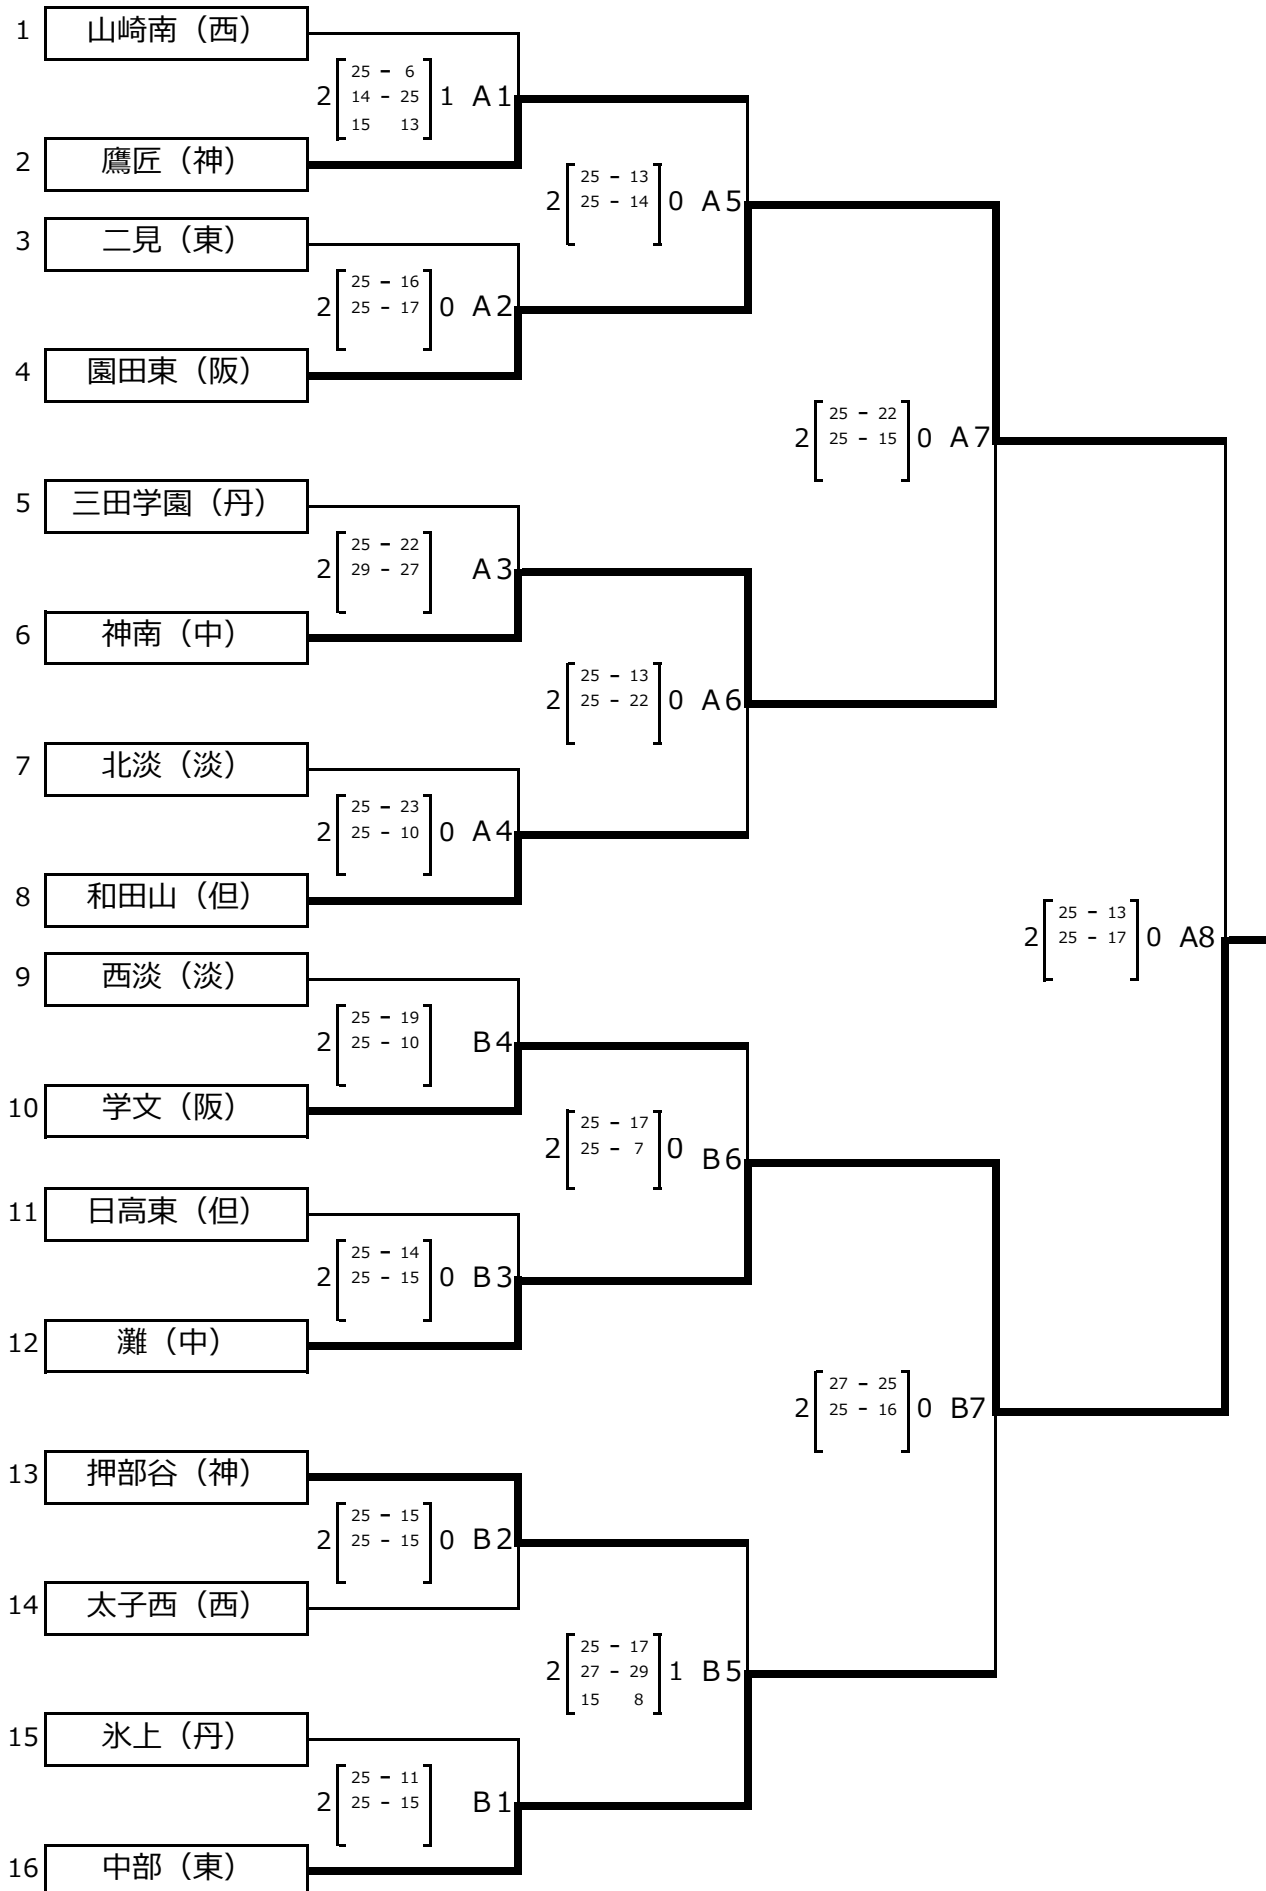 1 山崎南（西）
25 - 6
2 14 - 25 1 A1
15 13
2 鷹匠（神）
25 - 13
2 25 - 14 0 A5
3 二見（東）
25 - 16
2 25 - 17 0 A2
4 園田東（阪）
25 - 22
2 25 - 15 0 A7
5 三田学園（丹）
25 - 22
2 29 - 27 A3
6 神南（中）
25 - 13
2 25 - 22 0 A6
7 北淡（淡）
25 - 23
2 25 - 10 0 A4
8 和田山（但）
25 - 13
2 25 - 17 0 A8
9 西淡（淡）
25 - 19
2 25 - 10 B4
10 学文（阪）
25 - 17
2 25 - 7 0 B6
11 日高東（但）
25 - 14
2 25 - 15 0 B3
12 灘（中）
27 - 25
2 25 - 16 0 B7
13 押部谷（神）
25 - 15
2 25 - 15 0 B2
14 太子西（西）
25 - 17
2 27 - 29 1 B5
15 8
15 氷上（丹）
25 - 11
2 25 - 15 B1
16 中部（東）